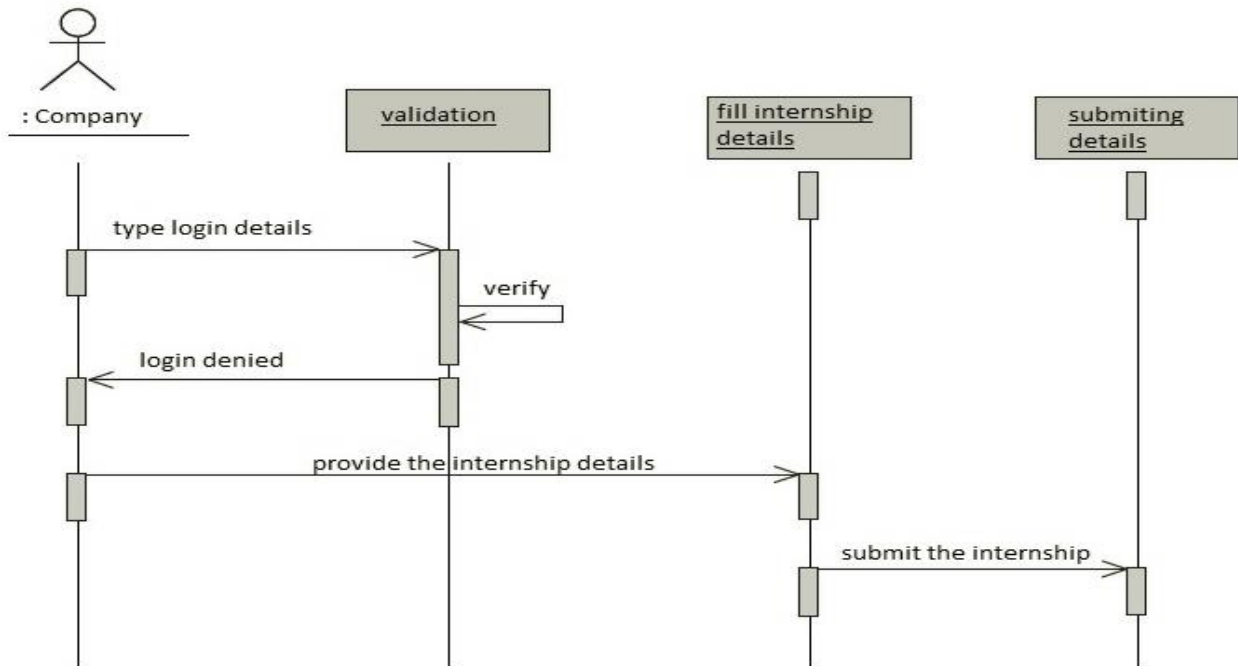 : Company
validation
fill internship
details
submiting
details
type login details
verify
login denied
provide the internship details
submit the internship